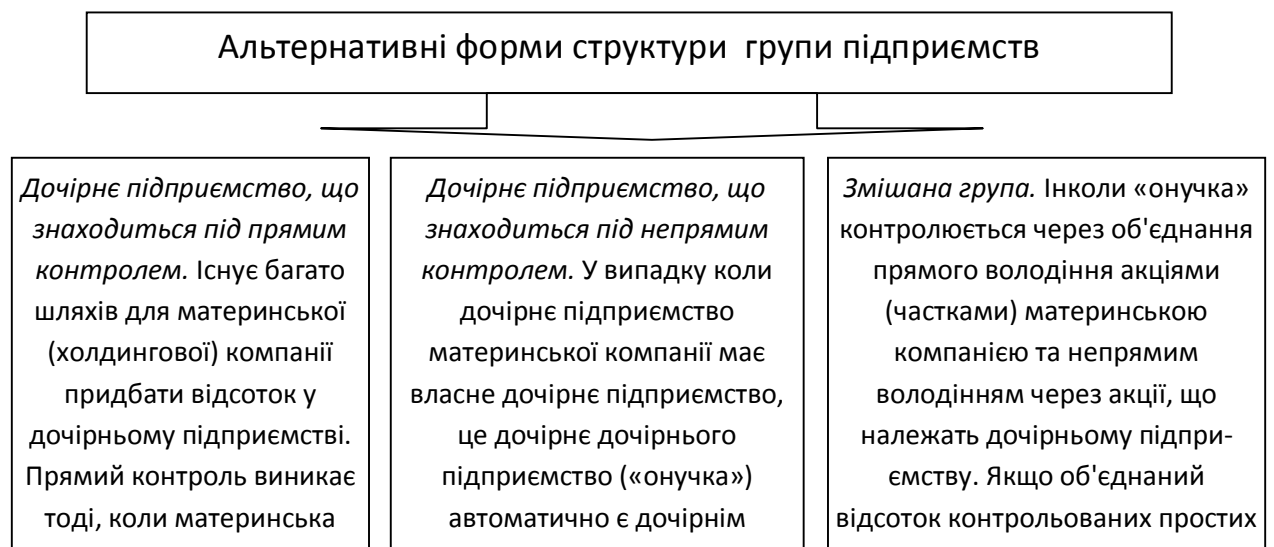 Альтернативні форми структури групи підприємств
Дочірнє підприємство, що
знаходиться під прямим
контролем. Існує багато
шляхів для материнської
(холдингової) компанії
придбати відсоток у
дочірньому підприємстві.
Прямий контроль виникає
тоді, коли материнська
Дочірнє підприємство, що
знаходиться під непрямим
контролем. У випадку коли
дочірнє підприємство
материнської компанії має
власне дочірнє підприємство,
це дочірнє дочірнього
підприємство («онучка»)
автоматично є дочірнім
Змішана група. Інколи «онучка»
контролюється через об'єднання
прямого володіння акціями
(частками) материнською
компанією та непрямим
володінням через акції, що
належать дочірньому підпри-
ємству. Якщо об'єднаний
відсоток контрольованих простих